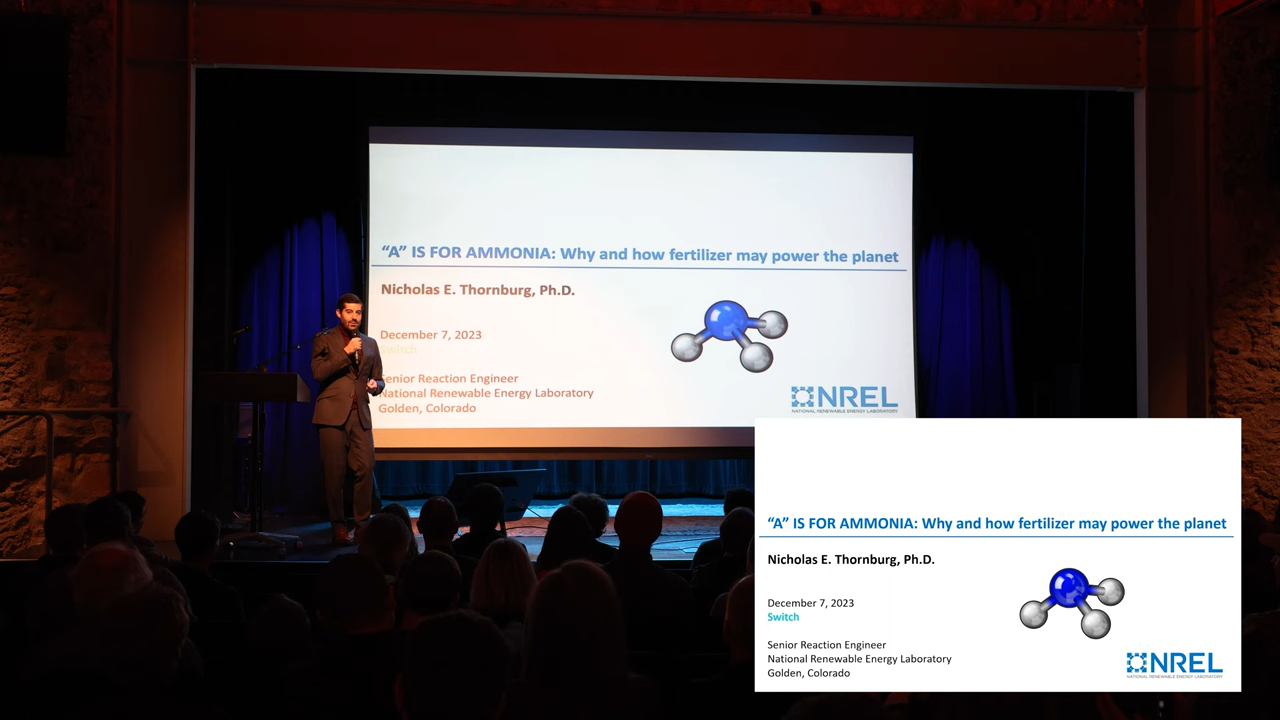 “A” IS FOR AMMONIA: Why and how fertilizer may power the planet
Nicholas E. Thornburg, Ph.D.
December 7, 2023
Switch
Senior Reaction Engineer
National Renewable Energy Laboratory
Golden, Colorado
NREL
NATIONAL RENEWABLE ENERGY LABORATORY
“A” IS FOR AMMONIA: Why and how fertilizer may power the planet
Nicholas E. Thornburg, Ph.D.
December 7, 2023
Switch
Senior Reaction Engineer
National Renewable Energy Laboratory
Golden, Colorado
NREL
NATIONAL RENEWABLE ENERGY LABORATORY